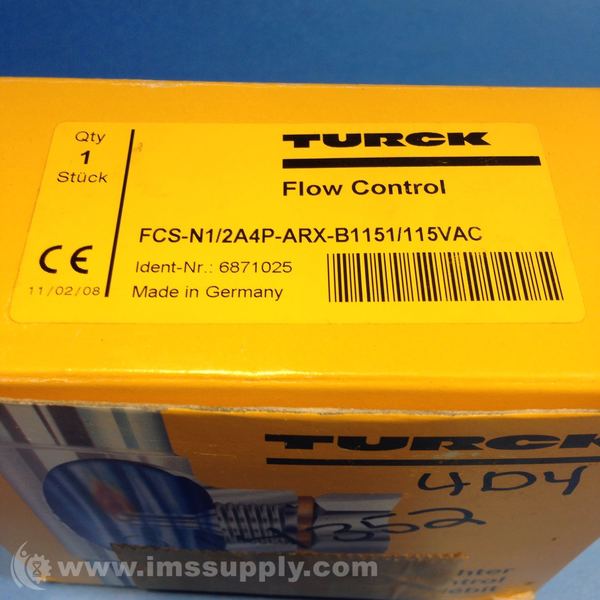 Qty
1
Stück
TURCK
Flow Control
FCS-N1/2A4P-ARX-B1151/115VAC
Ident-Nr.: 6871025
Made in Germany
CE
11/02/08
TURCK
4D4
352
www.imssupply.com